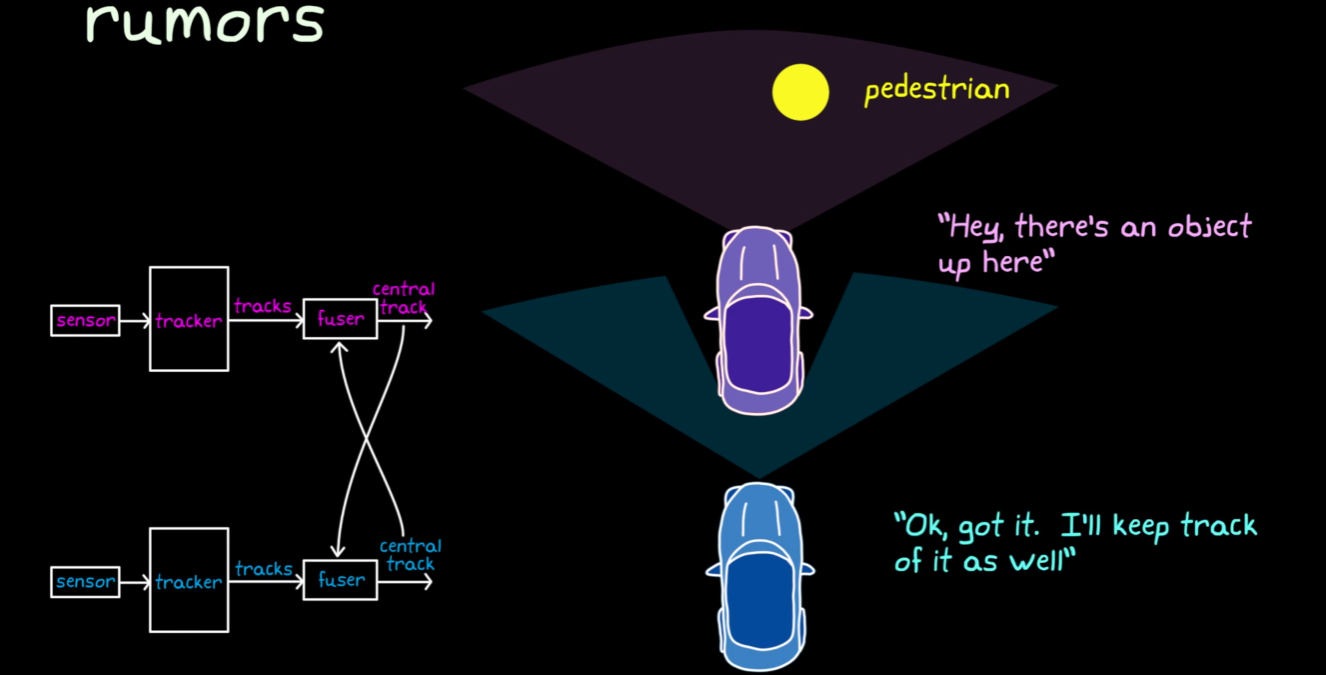 rumors
pedestrian
"Hey, there's an object
up here"
central
track
tracks
sensor
tracker
fuser
"Ok, got it. I'll keep track
of it as well"
central
track
tracks
sensor
tracker
fuser